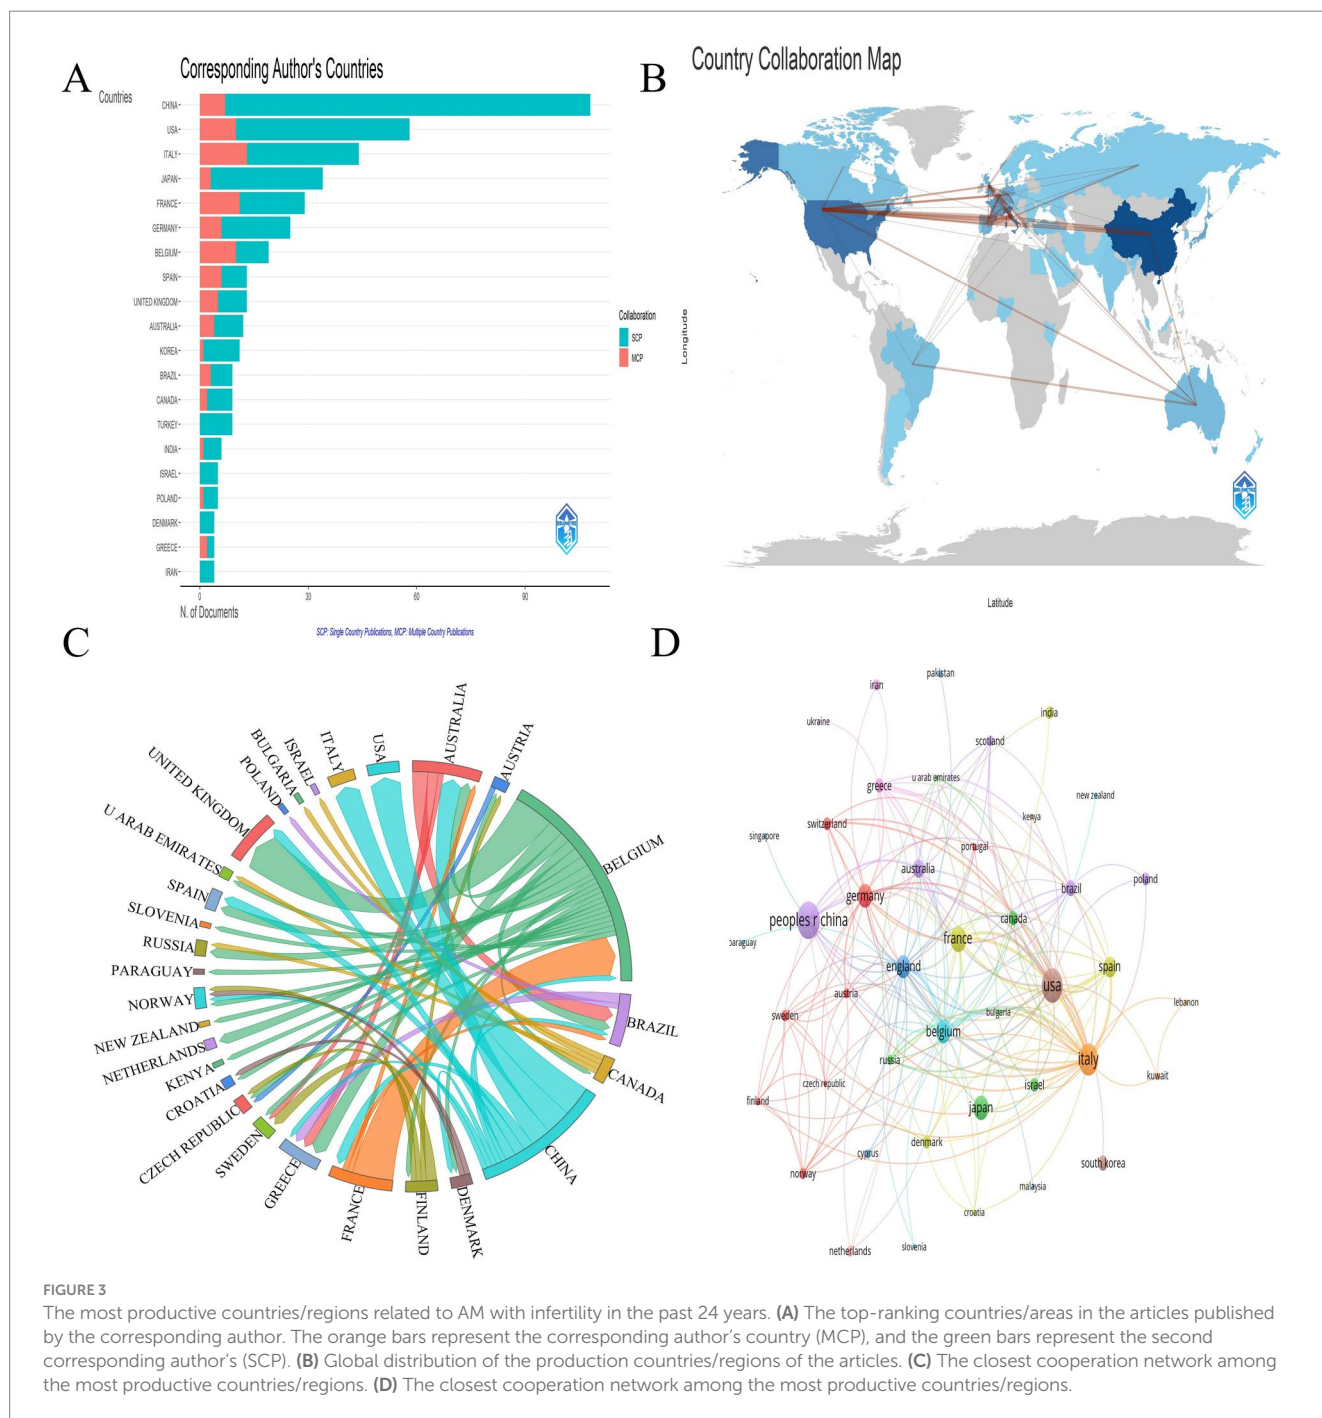 A
Corresponding Author's Countries
Countries
CHINA
USA
ITALY
JAPAN
FRANCE
GERMANY
BELGIUM
SPAIN
UNITED KINGDOM
AUSTRALIA
KOREA
BRAZIL
CANADA
TURKEY
INDIA
ISRAEL
POLAND
DENMARK
GREECE
IRAN
0 30 60 90
N. of Documents
SCP: Single Country Publications, MCP: Multiple Country Publications
Collaboration
SCP
MCP
B
Country Collaboration Map
Longitude
Latitude
C
AUSTRALIA
AUSTRIA
BELGIUM
BRAZIL
CANADA
CHINA
DENMARK
FINLAND
FRANCE
GREECE
SWEDEN
CZECH REPUBLIC
CROATIA
KENYA
NETHERLANDS
NEW ZEALAND
NORWAY
PARAGUAY
RUSSIA
SLOVENIA
SPAIN
U ARAB EMIRATES
UNITED KINGDOM
POLAND
BULGARIA
ISRAEL
ITALY
USA
D
pakistan
iran
india
ukraine
scotland
u arab emirates
greece
new zealand
kenya
switzerland
singapore
portugal
australia
poland
brazil
germany
canada
peoples r china
france
paraguay
england
spain
usa
austria
lebanon
sweden
bulgaria
belgium
russia
italy
kuwait
czech republic
israel
finland
japan
denmark
cyprus
south korea
norway
malaysia
croatia
slovenia
netherlands
FIGURE 3
The most productive countries/regions related to AM with infertility in the past 24 years. (A) The top-ranking countries/areas in the articles published
by the corresponding author. The orange bars represent the corresponding author's country (MCP), and the green bars represent the second
corresponding author's (SCP). (B) Global distribution of the production countries/regions of the articles. (C) The closest cooperation network among
the most productive countries/regions. (D) The closest cooperation network among the most productive countries/regions.